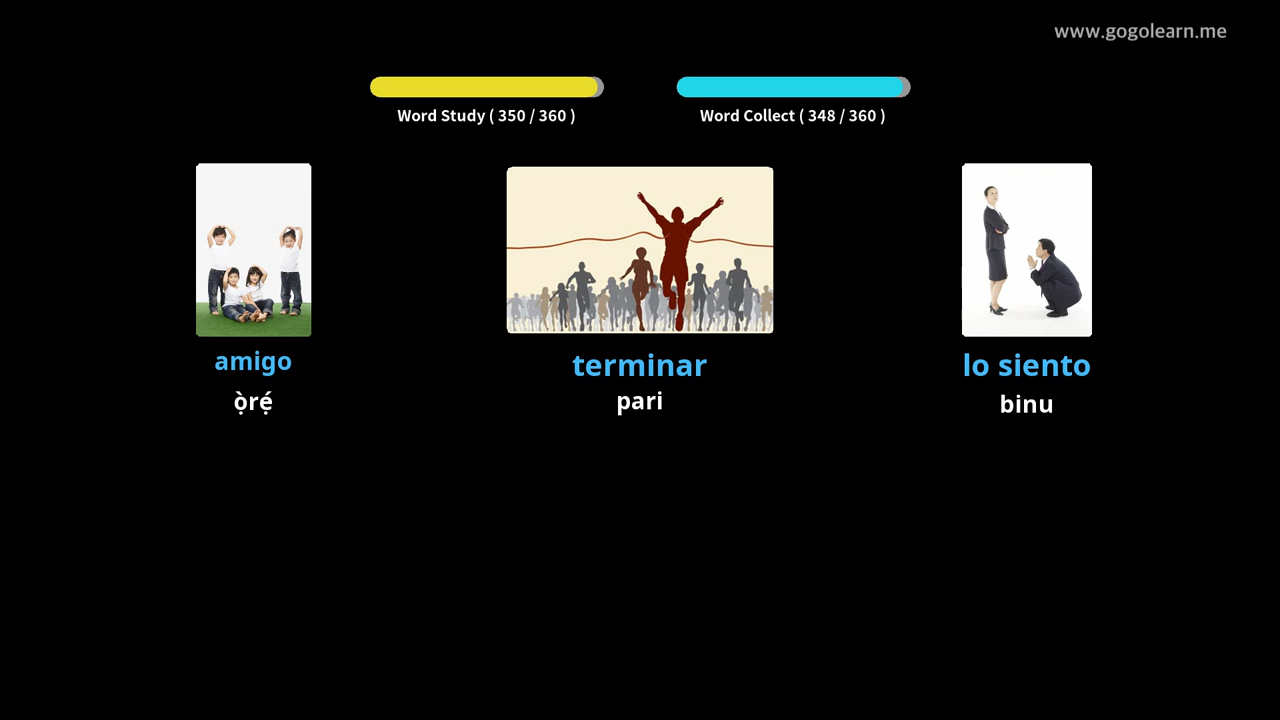 www.gogolearn.me
Word Study ( 350 / 360 )
Word Collect ( 348 / 360 )
amigo
terminar
lo siento
ọ̀rẹ́
pari
binu